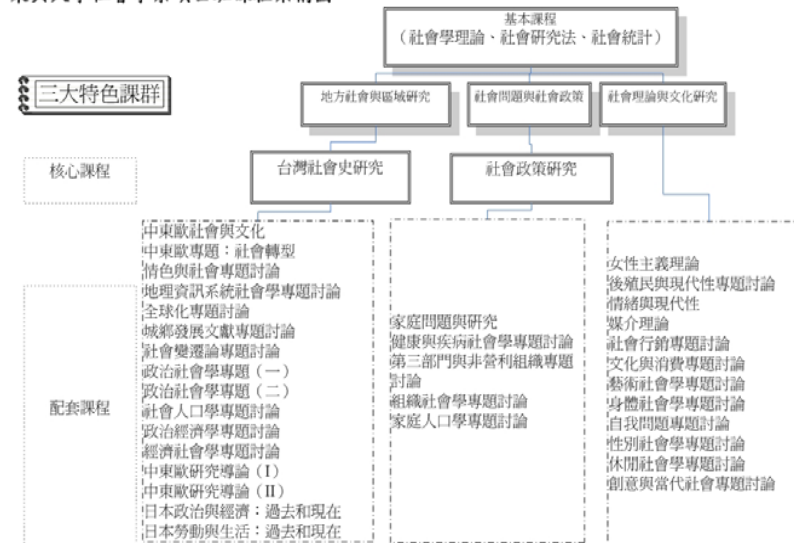 基本課程
（社會學理論、社會研究法、社會統計）
三大特色課群
地方社會與區域研究
社會問題與社會政策
社會理論與文化研究
核心課程
台灣社會史研究
社會政策研究
配套課程
中東歐社會與文化
中東歐專題：社會轉型
情色與社會專題討論
地理資訊系統社會學專題討論
全球化專題討論
城鄉發展文獻專題討論
社會變遷論專題討論
政治社會學專題（一）
政治社會學專題（二）
社會人口學專題討論
政治經濟學專題討論
經濟社會學專題討論
中東歐研究導論（I）
中東歐研究導論（II）
日本政治與經濟：過去和現在
日本勞動與生活：過去和現在
家庭問題與研究
健康與疾病社會學專題討論
第三部門與非營利組織專題
討論
組織社會學專題討論
家庭人口學專題討論
女性主義理論
後殖民與現代性專題討論
情緒與現代性
媒介理論
社會行銷專題討論
文化與消費專題討論
藝術社會學專題討論
身體社會學專題討論
自我問題專題討論
性別社會學專題討論
休閒社會學專題討論
創意與當代社會專題討論